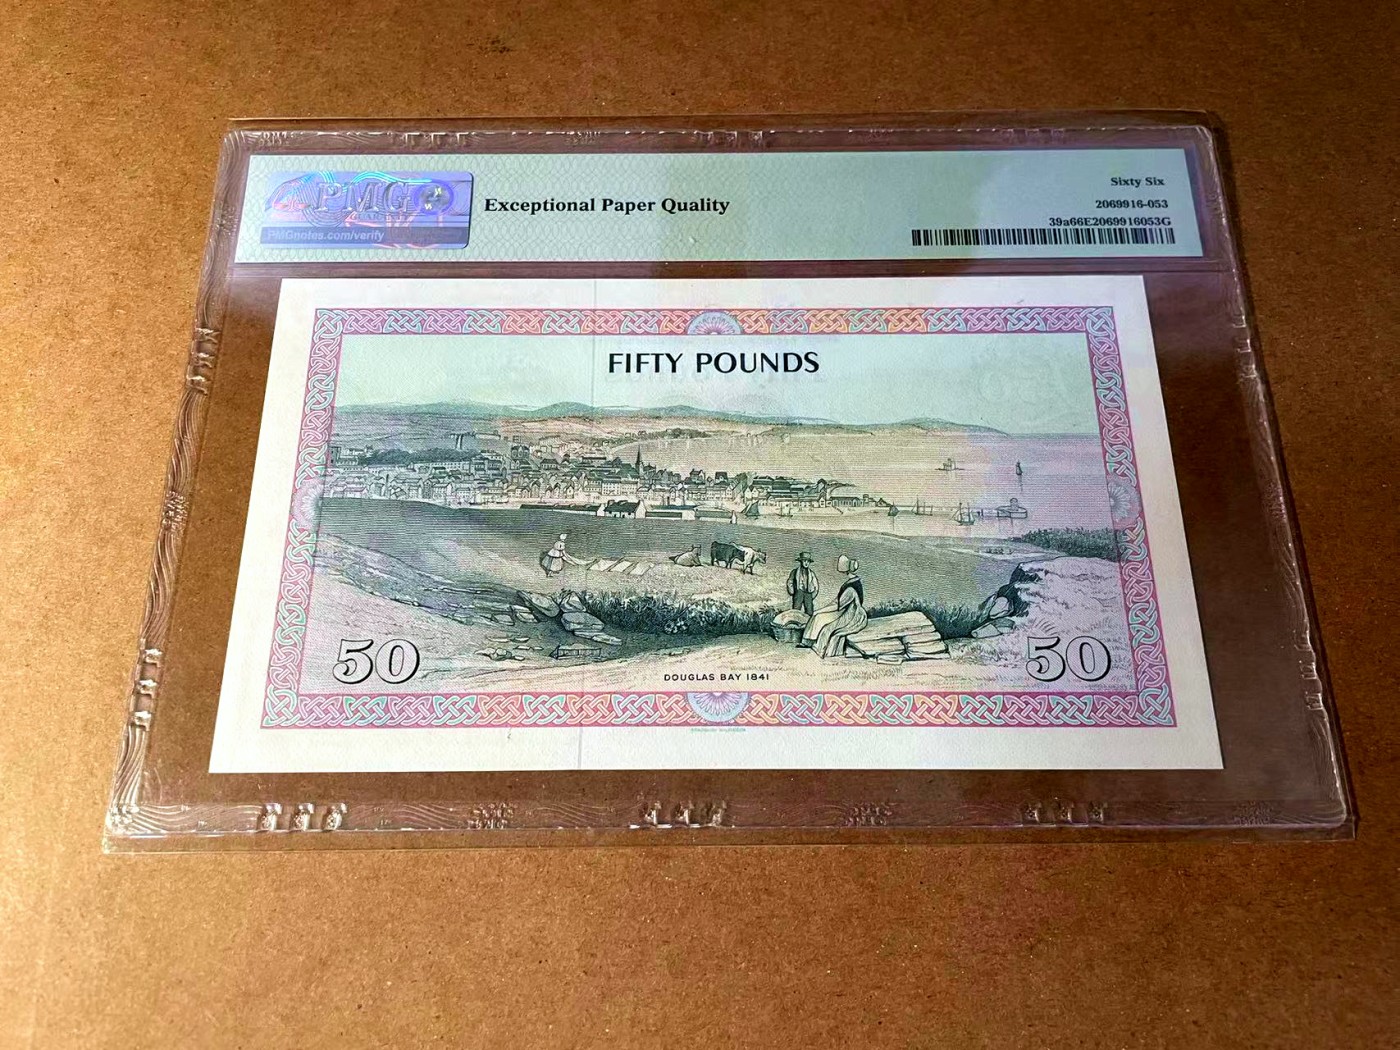 PMG
PMGnotes.com/verify
Exceptional Paper Quality
Sixty Six
2069916-053
39a66E2069916053G
FIFTY POUNDS
50
50
DOUGLAS BAY 1841